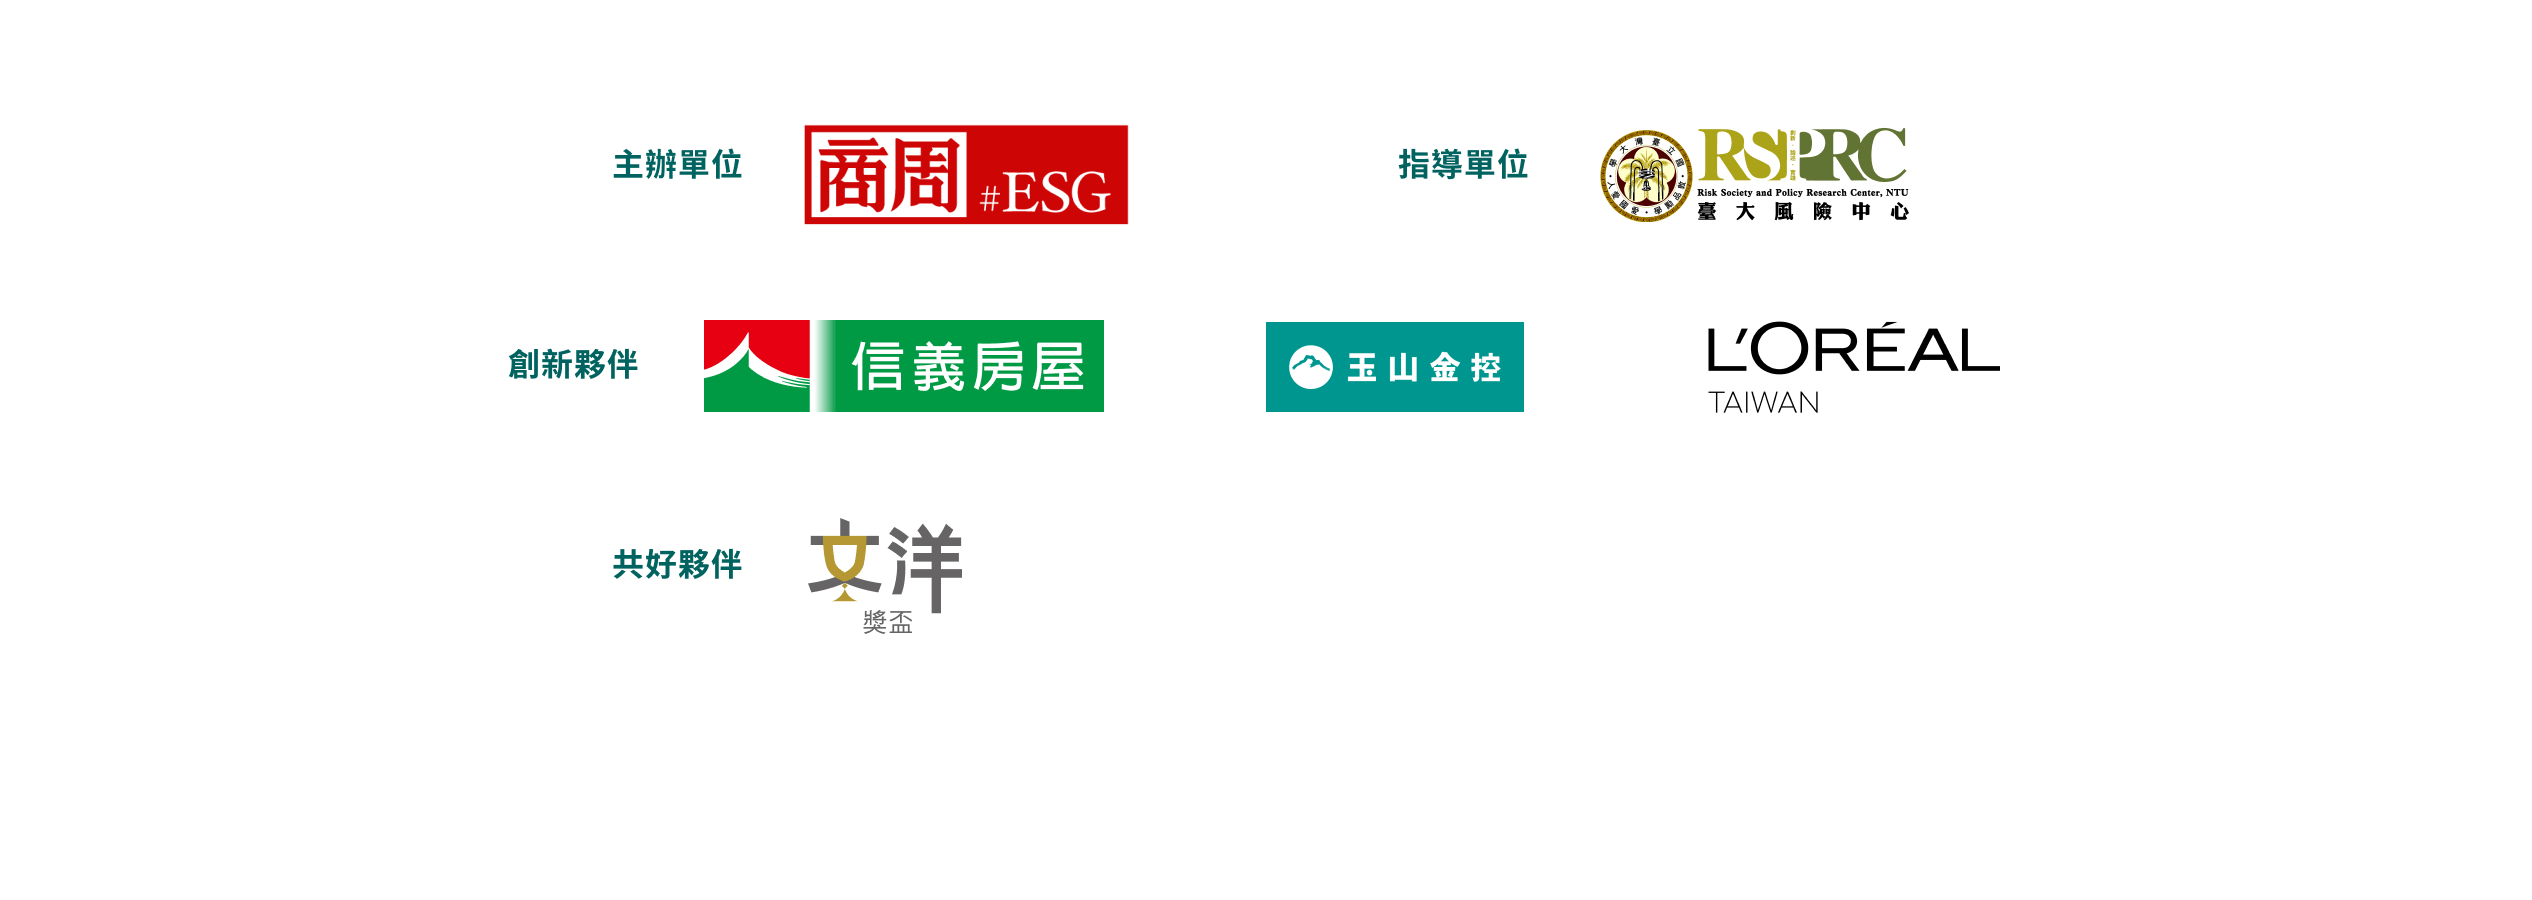 主辦單位
商周 #ESG
指導單位
RSPRC
Risk Society and Policy Research Center, NTU
臺大風險中心
創新夥伴
信義房屋
玉山金控
L'ORÉAL
TAIWAN
共好夥伴
文洋
獎盃